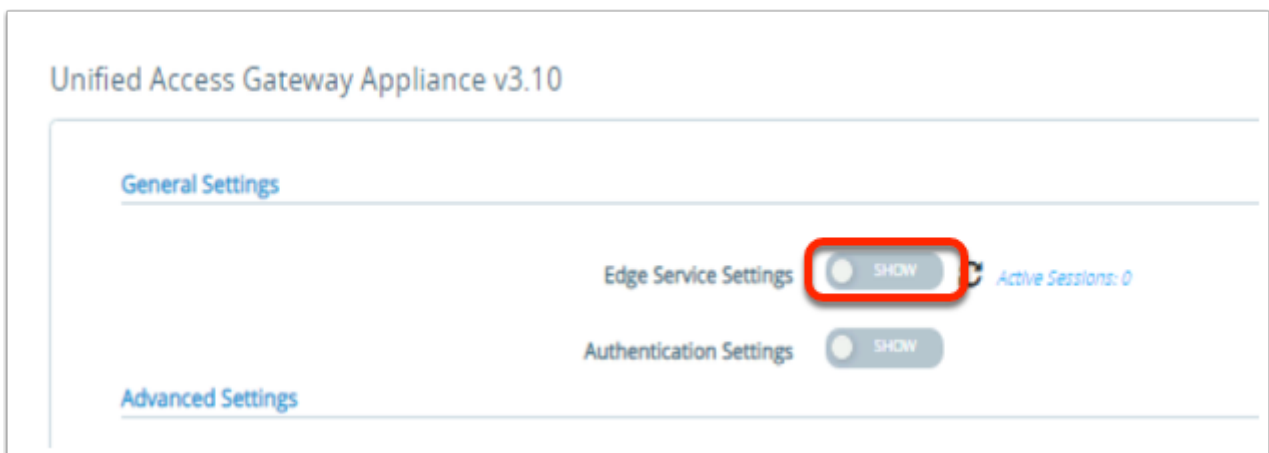 Unified Access Gateway Appliance v3.10
General Settings
Edge Service Settings SHOW Active Sessions: 0
Authentication Settings SHOW
Advanced Settings